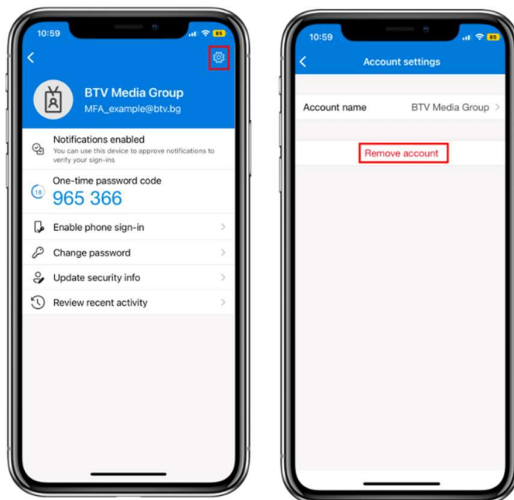 10:59
85
BTV Media Group
MFA_example@btv.bg
Notifications enabled
You can use this device to approve notifications to
verify your sign-ins
One-time password code
18
965 366
Enable phone sign-in
Change password
Update security info
Review recent activity
10:59
85
Account settings
Account name BTV Media Group
Remove account